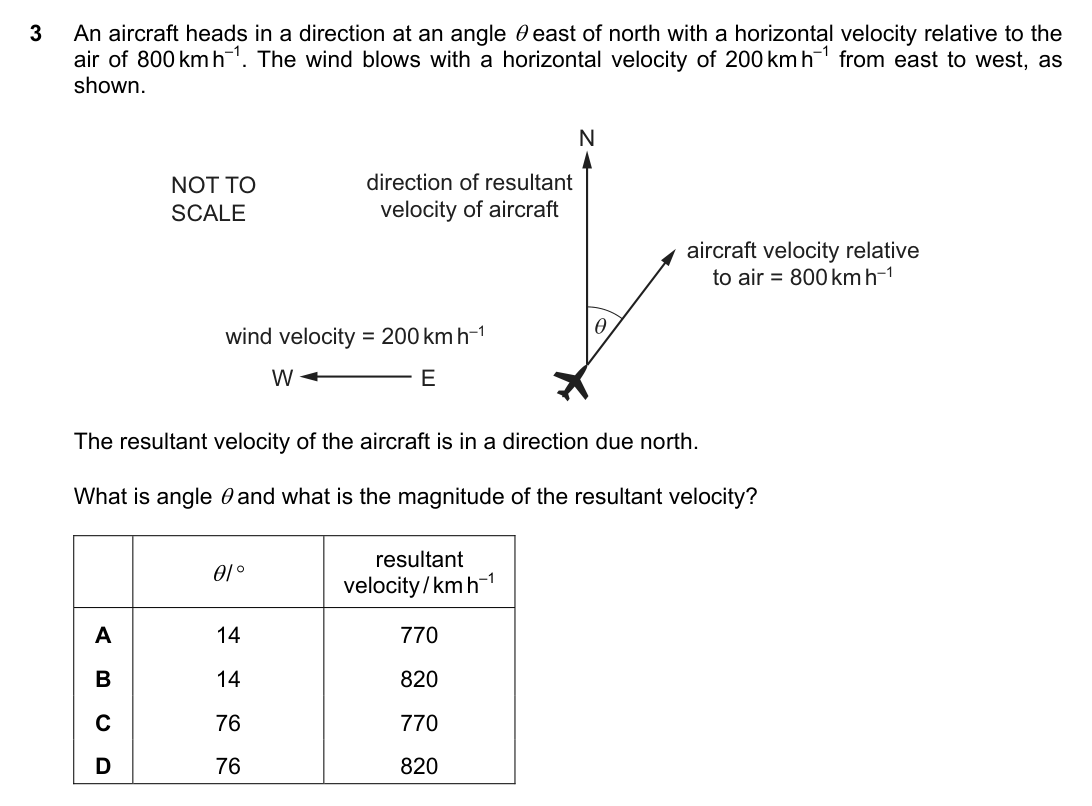 3 An aircraft heads in a direction at an angle θ east of north with a horizontal velocity relative to the
air of 800 km h⁻¹. The wind blows with a horizontal velocity of 200 km h⁻¹ from east to west, as
shown.
N
NOT TO
SCALE
direction of resultant
velocity of aircraft
aircraft velocity relative
to air = 800 km h⁻¹
θ
wind velocity = 200 km h⁻¹
W E
The resultant velocity of the aircraft is in a direction due north.
What is angle θ and what is the magnitude of the resultant velocity?
θ/° resultant
velocity / km h⁻¹
A 14 770
B 14 820
C 76 770
D 76 820